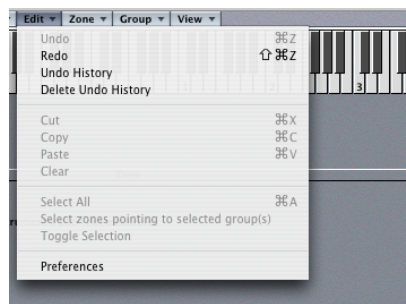 Edit Zone Group View
Undo ⌘Z
Redo ⇧⌘Z
Undo History
Delete Undo History
3
Cut ⌘X
Copy ⌘C
Paste ⌘V
Clear
Select All ⌘A
Select zones pointing to selected group(s)
Toggle Selection
Preferences